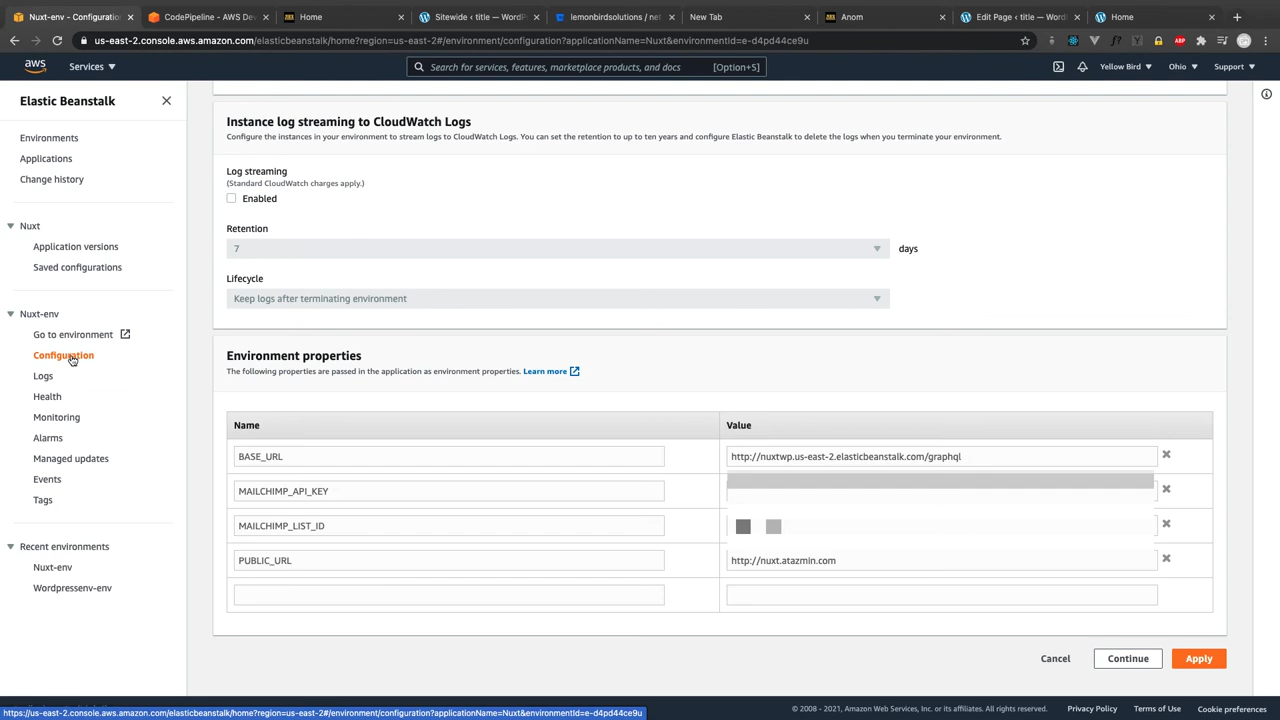 Nuxt-env - Configuratio
CodePipeline - AWS Dev
Home
Sitewide ‹ title — WordP
lemonbirdsolutions / net
New Tab
Anom
Edit Page ‹ title — Word
Home
us-east-2.console.aws.amazon.com/elasticbeanstalk/home?region=us-east-2#/environment/configuration?applicationName=Nuxt&environmentId=e-d4pd44ce9u
aws
Services
Search for services, features, marketplace products, and docs
[Option+S]
Yellow Bird
Ohio
Support
Elastic Beanstalk
Environments
Applications
Change history
Nuxt
Application versions
Saved configurations
Nuxt-env
Go to environment
Configuration
Logs
Health
Monitoring
Alarms
Managed updates
Events
Tags
Recent environments
Nuxt-env
Wordpressenv-env
Instance log streaming to CloudWatch Logs
Configure the instances in your environment to stream logs to CloudWatch Logs. You can set the retention to up to ten years and configure Elastic Beanstalk to delete the logs when you terminate your environment.
Log streaming
(Standard CloudWatch charges apply.)
Enabled
Retention
7
days
Lifecycle
Keep logs after terminating environment
Environment properties
The following properties are passed in the application as environment properties. Learn more
Name
Value
BASE_URL
http://nuxtwp.us-east-2.elasticbeanstalk.com/graphql
MAILCHIMP_API_KEY
MAILCHIMP_LIST_ID
PUBLIC_URL
http://nuxt.atazmin.com
Cancel
Continue
Apply
https://us-east-2.console.aws.amazon.com/elasticbeanstalk/home?region=us-east-2#/environment/configuration?applicationName=Nuxt&environmentId=e-d4pd44ce9u
© 2008 - 2021, Amazon Web Services, Inc. or its affiliates. All rights reserved.
Privacy Policy
Terms of Use
Cookie preferences